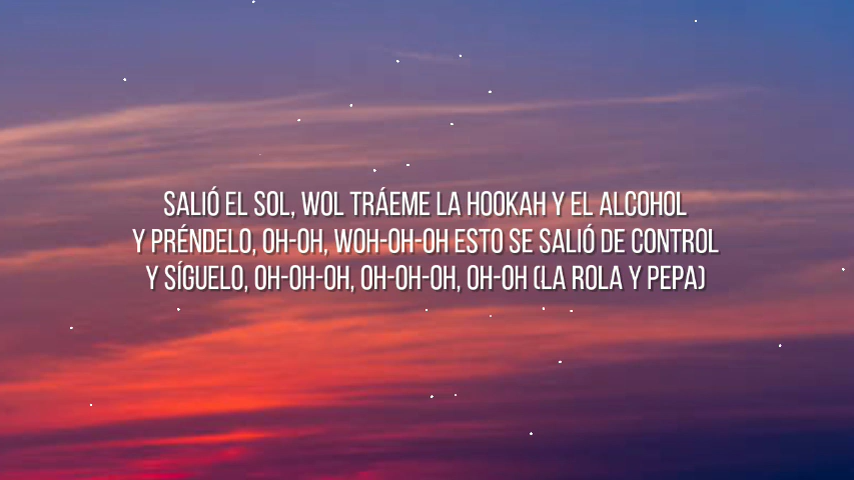 SALIÓ EL SOL, WOL TRÁEME LA HOOKAH Y EL ALCOHOL
Y PRÉNDELO, OH-OH, WOH-OH-OH ESTO SE SALIÓ DE CONTROL
Y SÍGUELO, OH-OH-OH, OH-OH-OH, OH-OH (LA ROLA Y PEPA)